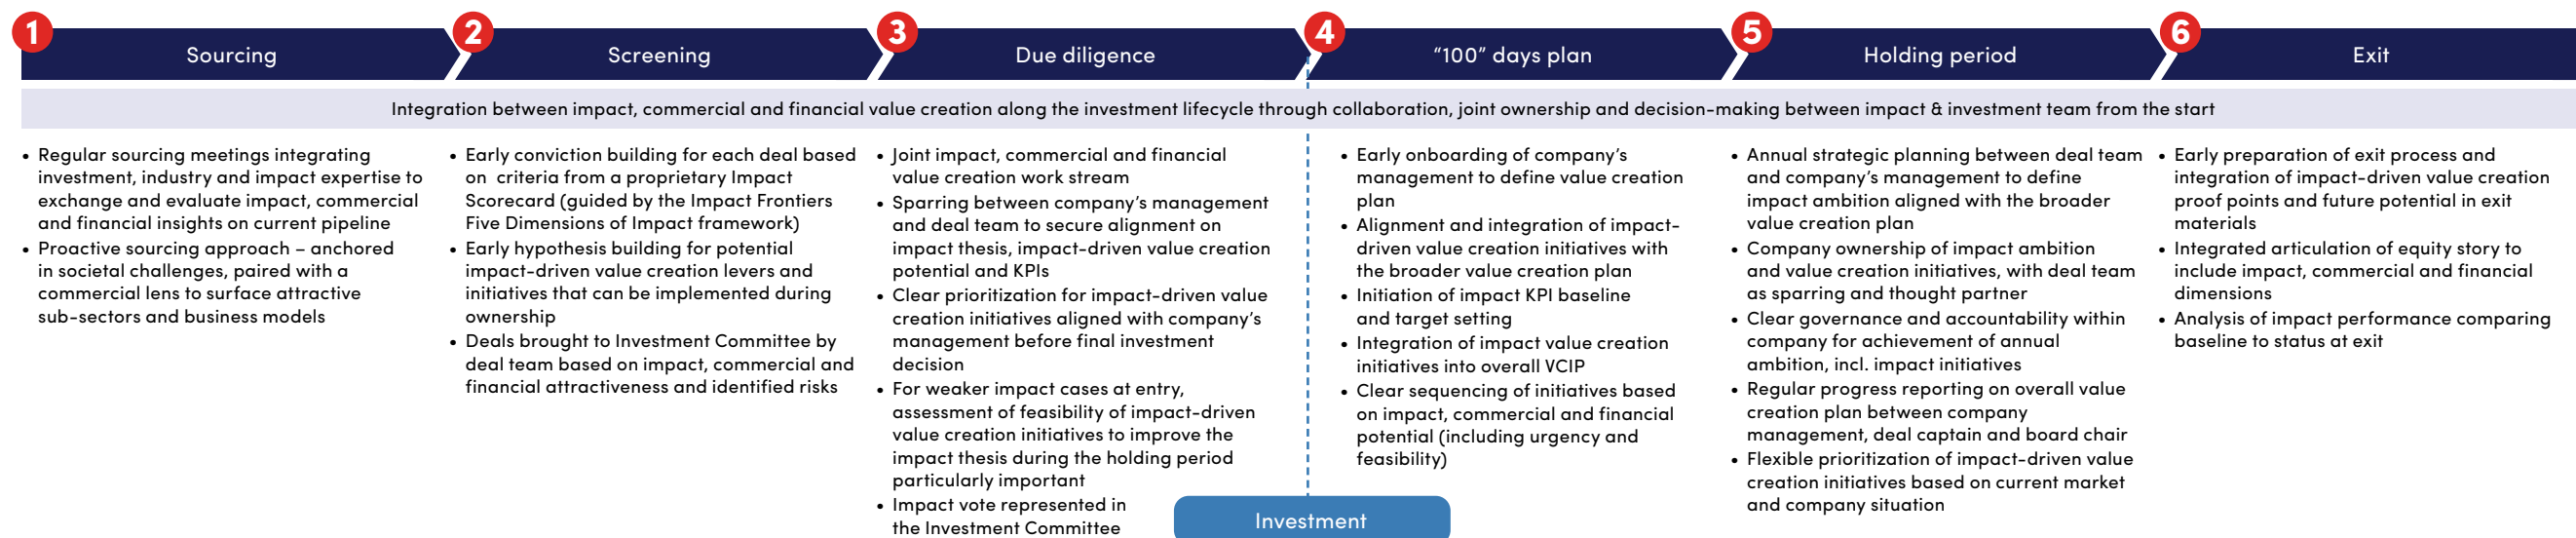 1
Sourcing
2
Screening
3
Due diligence
4
“100” days plan
5
Holding period
6
Exit
Integration between impact, commercial and financial value creation along the investment lifecycle through collaboration, joint ownership and decision-making between impact & investment team from the start
• Regular sourcing meetings integrating
investment, industry and impact expertise to
exchange and evaluate impact, commercial
and financial insights on current pipeline
• Proactive sourcing approach – anchored
in societal challenges, paired with a
commercial lens to surface attractive
sub-sectors and business models
• Early conviction building for each deal based
on criteria from a proprietary Impact
Scorecard (guided by the Impact Frontiers
Five Dimensions of Impact framework)
• Early hypothesis building for potential
impact-driven value creation levers and
initiatives that can be implemented during
ownership
• Deals brought to Investment Committee by
deal team based on impact, commercial and
financial attractiveness and identified risks
• Joint impact, commercial and financial
value creation work stream
• Sparring between company’s management
and deal team to secure alignment on
impact thesis, impact-driven value creation
potential and KPIs
• Clear prioritization for impact-driven value
creation initiatives aligned with company’s
management before final investment
decision
• For weaker impact cases at entry,
assessment of feasibility of impact-driven
value creation initiatives to improve the
impact thesis during the holding period
particularly important
• Impact vote represented in
the Investment Committee
Investment
• Early onboarding of company’s
management to define value creation
plan
• Alignment and integration of impact-
driven value creation initiatives with
the broader value creation plan
• Initiation of impact KPI baseline
and target setting
• Integration of impact value creation
initiatives into overall VCIP
• Clear sequencing of initiatives based
on impact, commercial and financial
potential (including urgency and
feasibility)
• Annual strategic planning between deal team
and company’s management to define
impact ambition aligned with the broader
value creation plan
• Company ownership of impact ambition
and value creation initiatives, with deal team
as sparring and thought partner
• Clear governance and accountability within
company for achievement of annual
ambition, incl. impact initiatives
• Regular progress reporting on overall value
creation plan between company
management, deal captain and board chair
• Flexible prioritization of impact-driven value
creation initiatives based on current market
and company situation
• Early preparation of exit process and
integration of impact-driven value creation
proof points and future potential in exit
materials
• Integrated articulation of equity story to
include impact, commercial and financial
dimensions
• Analysis of impact performance comparing
baseline to status at exit